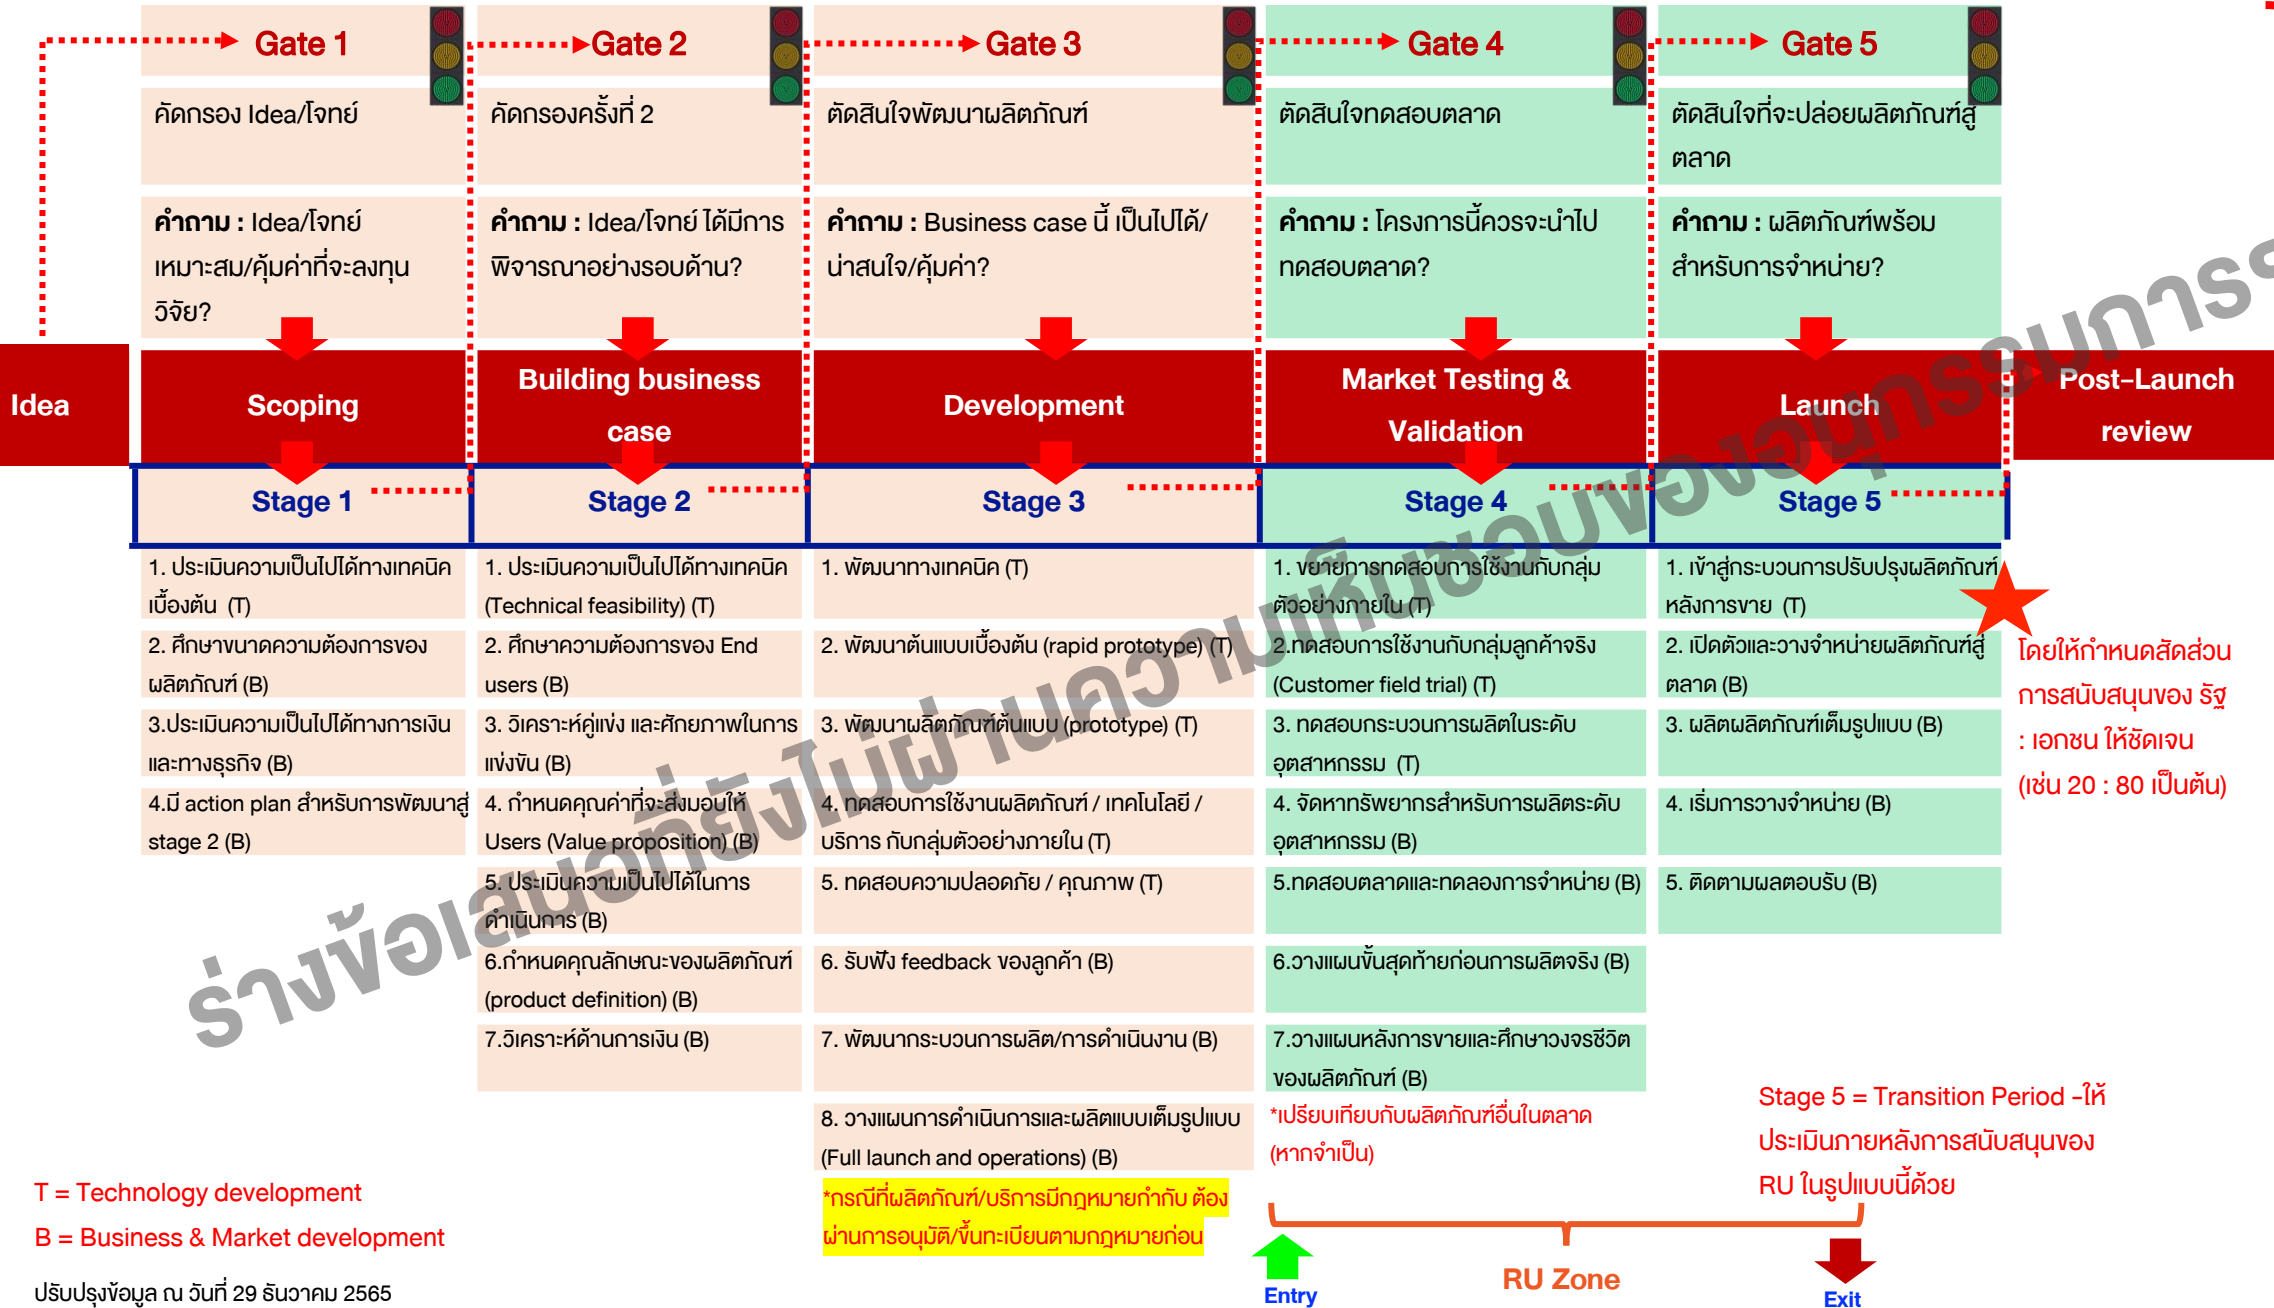 Gate 1
Gate 2
Gate 3
Gate 4
Gate 5
คัดกรอง Idea/โจทย์
คัดกรองครั้งที่ 2
ตัดสินใจพัฒนาผลิตภัณฑ์
ตัดสินใจทดสอบตลาด
ตัดสินใจที่จะปล่อยผลิตภัณฑ์สู่
ตลาด
คำถาม : Idea/โจทย์
เหมาะสม/คุ้มค่าที่จะลงทุน
วิจัย?
คำถาม : Idea/โจทย์ ได้มีการ
พิจารณาอย่างรอบด้าน?
คำถาม : Business case นี้ เป็นไปได้/
น่าสนใจ/คุ้มค่า?
คำถาม : โครงการนี้ควรจะนำไป
ทดสอบตลาด?
คำถาม : ผลิตภัณฑ์พร้อม
สำหรับการจำหน่าย?
Idea
Scoping
Building business
case
Development
Market Testing &
Validation
Launch
Post-Launch
review
Stage 1
Stage 2
Stage 3
Stage 4
Stage 5
1. ประเมินความเป็นไปได้ทางเทคนิค
เบื้องต้น (T)
2. ศึกษาขนาดความต้องการของ
ผลิตภัณฑ์ (B)
3.ประเมินความเป็นไปได้ทางการเงิน
และทางธุรกิจ (B)
4.มี action plan สำหรับการพัฒนาสู่
stage 2 (B)
1. ประเมินความเป็นไปได้ทางเทคนิค
(Technical feasibility) (T)
2. ศึกษาความต้องการของ End
users (B)
3. วิเคราะห์คู่แข่ง และศักยภาพในการ
แข่งขัน (B)
4. กำหนดคุณค่าที่จะส่งมอบให้
Users (Value proposition) (B)
5. ประเมินความเป็นไปได้ในการ
ดำเนินการ (B)
6.กำหนดคุณลักษณะของผลิตภัณฑ์
(product definition) (B)
7.วิเคราะห์ด้านการเงิน (B)
1. พัฒนาทางเทคนิค (T)
2. พัฒนาต้นแบบเบื้องต้น (rapid prototype) (T)
3. พัฒนาผลิตภัณฑ์ต้นแบบ (prototype) (T)
4. ทดสอบการใช้งานผลิตภัณฑ์ / เทคโนโลยี /
บริการ กับกลุ่มตัวอย่างภายใน (T)
5. ทดสอบความปลอดภัย / คุณภาพ (T)
6. รับฟัง feedback ของลูกค้า (B)
7. พัฒนากระบวนการผลิต/การดำเนินงาน (B)
8. วางแผนการดำเนินการและผลิตแบบเต็มรูปแบบ
(Full launch and operations) (B)
*กรณีที่ผลิตภัณฑ์/บริการมีกฎหมายกำกับ ต้อง
ผ่านการอนุมัติ/ขึ้นทะเบียนตามกฎหมายก่อน
1. ขยายการทดสอบการใช้งานกับกลุ่ม
ตัวอย่างภายใน (T)
2.ทดสอบการใช้งานกับกลุ่มลูกค้าจริง
(Customer field trial) (T)
3. ทดสอบกระบวนการผลิตในระดับ
อุตสาหกรรม (T)
4. จัดหาทรัพยากรสำหรับการผลิตระดับ
อุตสาหกรรม (B)
5.ทดสอบตลาดและทดลองการจำหน่าย (B)
6.วางแผนขั้นสุดท้ายก่อนการผลิตจริง (B)
7.วางแผนหลังการขายและศึกษาวงจรชีวิต
ของผลิตภัณฑ์ (B)
*เปรียบเทียบกับผลิตภัณฑ์อื่นในตลาด
(หากจำเป็น)
1. เข้าสู่กระบวนการปรับปรุงผลิตภัณฑ์
หลังการขาย (T)
2. เปิดตัวและวางจำหน่ายผลิตภัณฑ์สู่
ตลาด (B)
3. ผลิตผลิตภัณฑ์เต็มรูปแบบ (B)
4. เริ่มการวางจำหน่าย (B)
5. ติดตามผลตอบรับ (B)
โดยให้กำหนดสัดส่วน
การสนับสนุนของ รัฐ
: เอกชน ให้ชัดเจน
(เช่น 20 : 80 เป็นต้น)
Stage 5 = Transition Period -ให้
ประเมินภายหลังการสนับสนุนของ
RU ในรูปแบบนี้ด้วย
T = Technology development
B = Business & Market development
ปรับปรุงข้อมูล ณ วันที่ 29 ธันวาคม 2565
Entry
RU Zone
Exit
ร่างข้อเสนอที่ยังไม่ผ่านความเห็นชอบของอนุกรรมการ